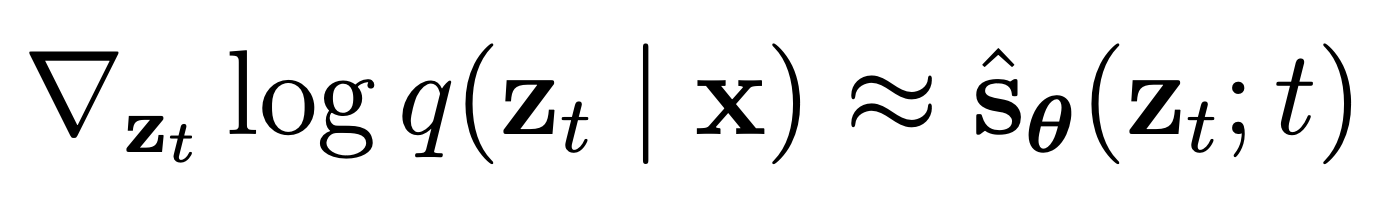 ∇_{𝐳_t} log q(𝐳_t | 𝐱) ≈ ŝ_𝛉(𝐳_t; t)